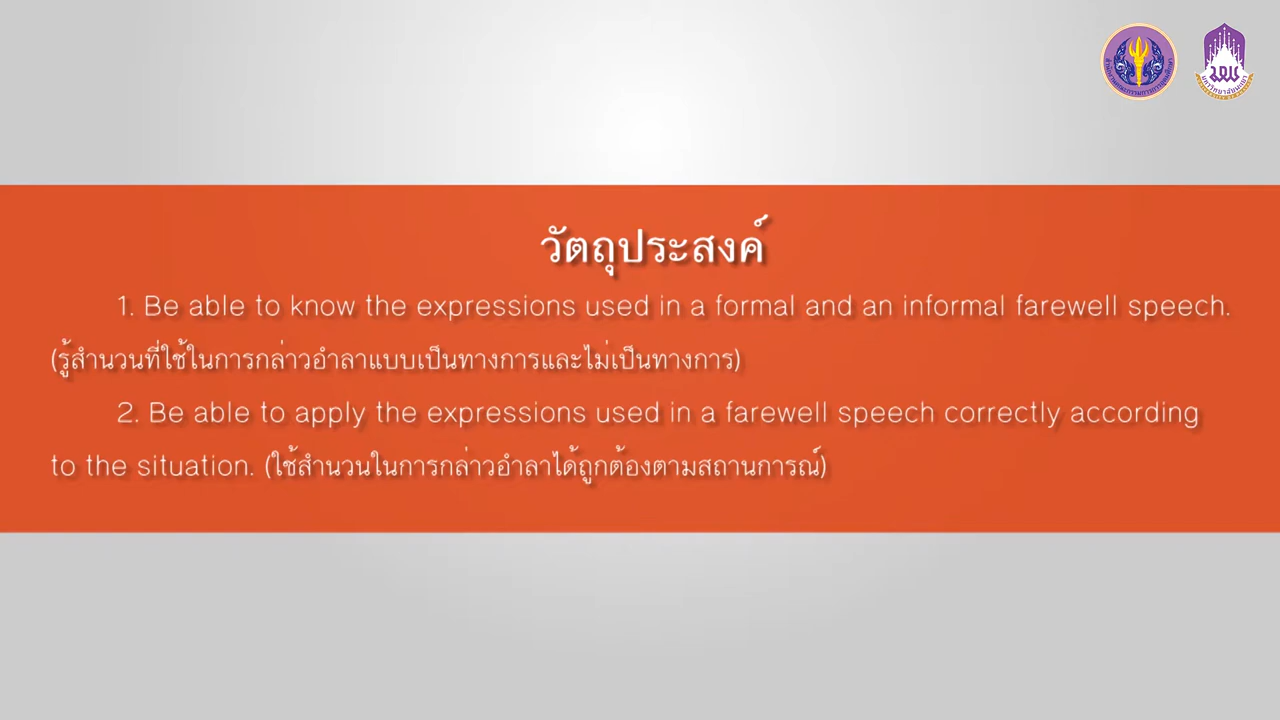 วัตถุประสงค์
1. Be able to know the expressions used in a formal and an informal farewell speech.
(รู้สำนวนที่ใช้ในการกล่าวอำลาแบบเป็นทางการและไม่เป็นทางการ)
2. Be able to apply the expressions used in a farewell speech correctly according
to the situation. (ใช้สำนวนในการกล่าวอำลาได้ถูกต้องตามสถานการณ์)